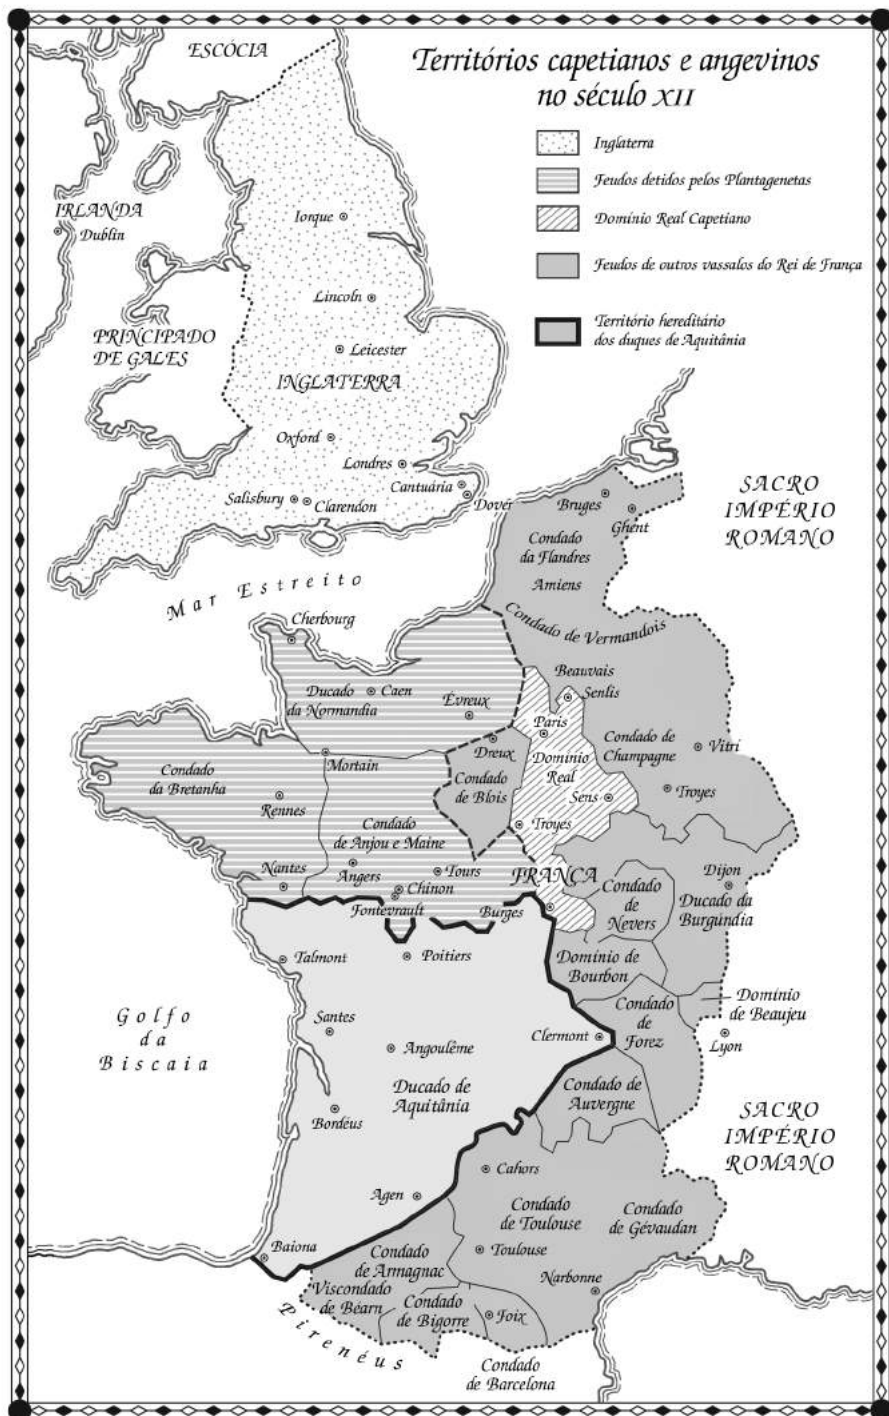 Territórios capetianos e angevinos
no século XII
Inglaterra
Feudos detidos pelos Plantagenetas
Domínio Real Capetiano
Feudos de outros vassalos do Rei de França
Território hereditário
dos duques de Aquitânia
ESCÓCIA
IRLANDA
Dublin
Iorque
Lincoln
PRINCIPADO
DE GALES
Leicester
INGLATERRA
Oxford
Londres
Cantuária
Salisbury
Clarendon
Dover
SACRO
IMPÉRIO
ROMANO
Bruges
Ghent
Condado
da Flandres
Amiens
Mar Estreito
Condado de Vermandois
Cherbourg
Beauvais
Senlis
Ducado
da Normandia
Caen
Évreux
Paris
Dreux
Domínio
Real
Condado de
Champagne
Vitri
Mortain
Condado
da Bretanha
Condado
de Blois
Rennes
Sens
Troyes
Troyes
Condado
de Anjou e Maine
Nantes
Angers
Tours
FRANÇA
Chinon
Fontevrault
Burges
Condado
de
Nevers
Dijon
Ducado da
Burgúndia
Talmont
Poitiers
Domínio de
Bourbon
Domínio
de Beaujeu
Golfo
da
Biscaia
Santes
Angoulême
Clermont
Condado
de
Forez
Lyon
Ducado de
Aquitânia
Condado de
Auvergne
Bordéus
SACRO
IMPÉRIO
ROMANO
Cahors
Agen
Condado
de Toulouse
Condado
de Gévaudan
Baiona
Condado
de Armagnac
Toulouse
Viscondado
de Béarn
Condado
de Bigorre
Narbonne
Foix
Pirenéus
Condado
de Barcelona